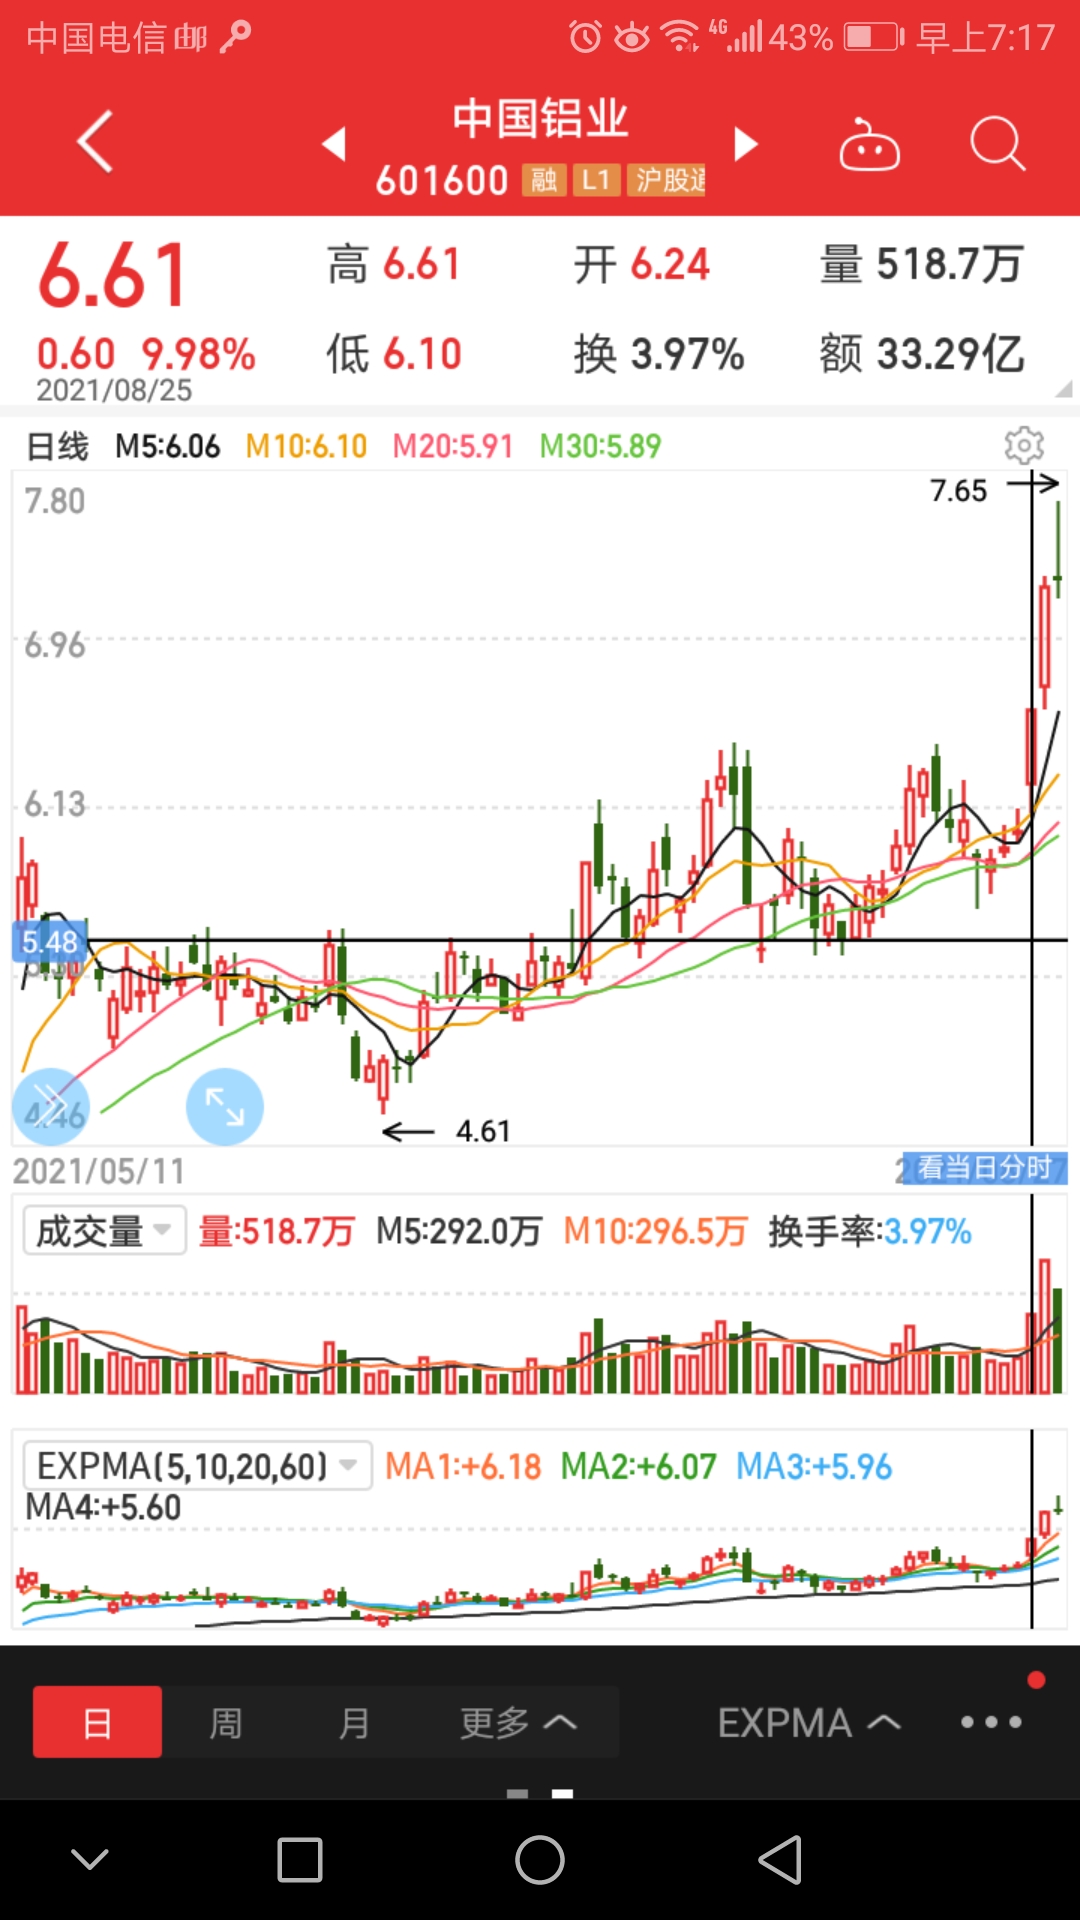 中国电信 邮 4G 43% 早上7:17
中国铝业
601600 融 L1 沪股通
6.61 高 6.61 开 6.24 量 518.7万
0.60 9.98% 低 6.10 换 3.97% 额 33.29亿
2021/08/25
日线 M5:6.06 M10:6.10 M20:5.91 M30:5.89
7.80
7.65
6.96
6.13
5.48
4.46
4.61
2021/05/11 看当日分时
成交量 量:518.7万 M5:292.0万 M10:296.5万 换手率:3.97%
EXPMA(5,10,20,60) MA1:+6.18 MA2:+6.07 MA3:+5.96
MA4:+5.60
日 周 月 更多 EXPMA